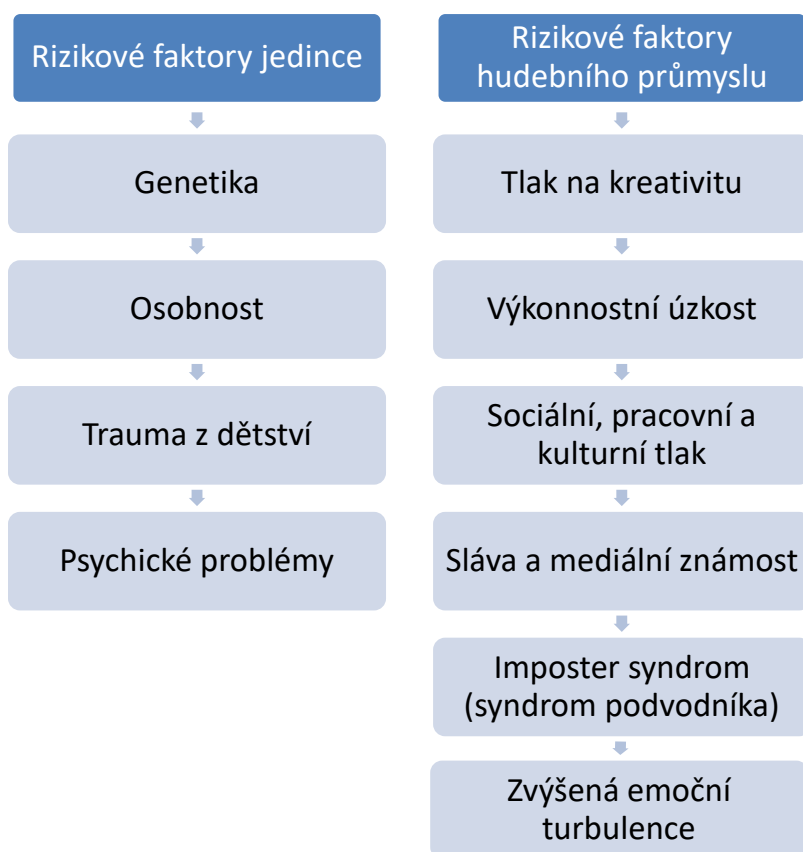 Rizikové faktory jedince
Genetika
Osobnost
Trauma z dětství
Psychické problémy
Rizikové faktory
hudebního průmyslu
Tlak na kreativitu
Výkonnostní úzkost
Sociální, pracovní a
kulturní tlak
Sláva a mediální známost
Imposter syndrom
(syndrom podvodníka)
Zvýšená emoční
turbulence